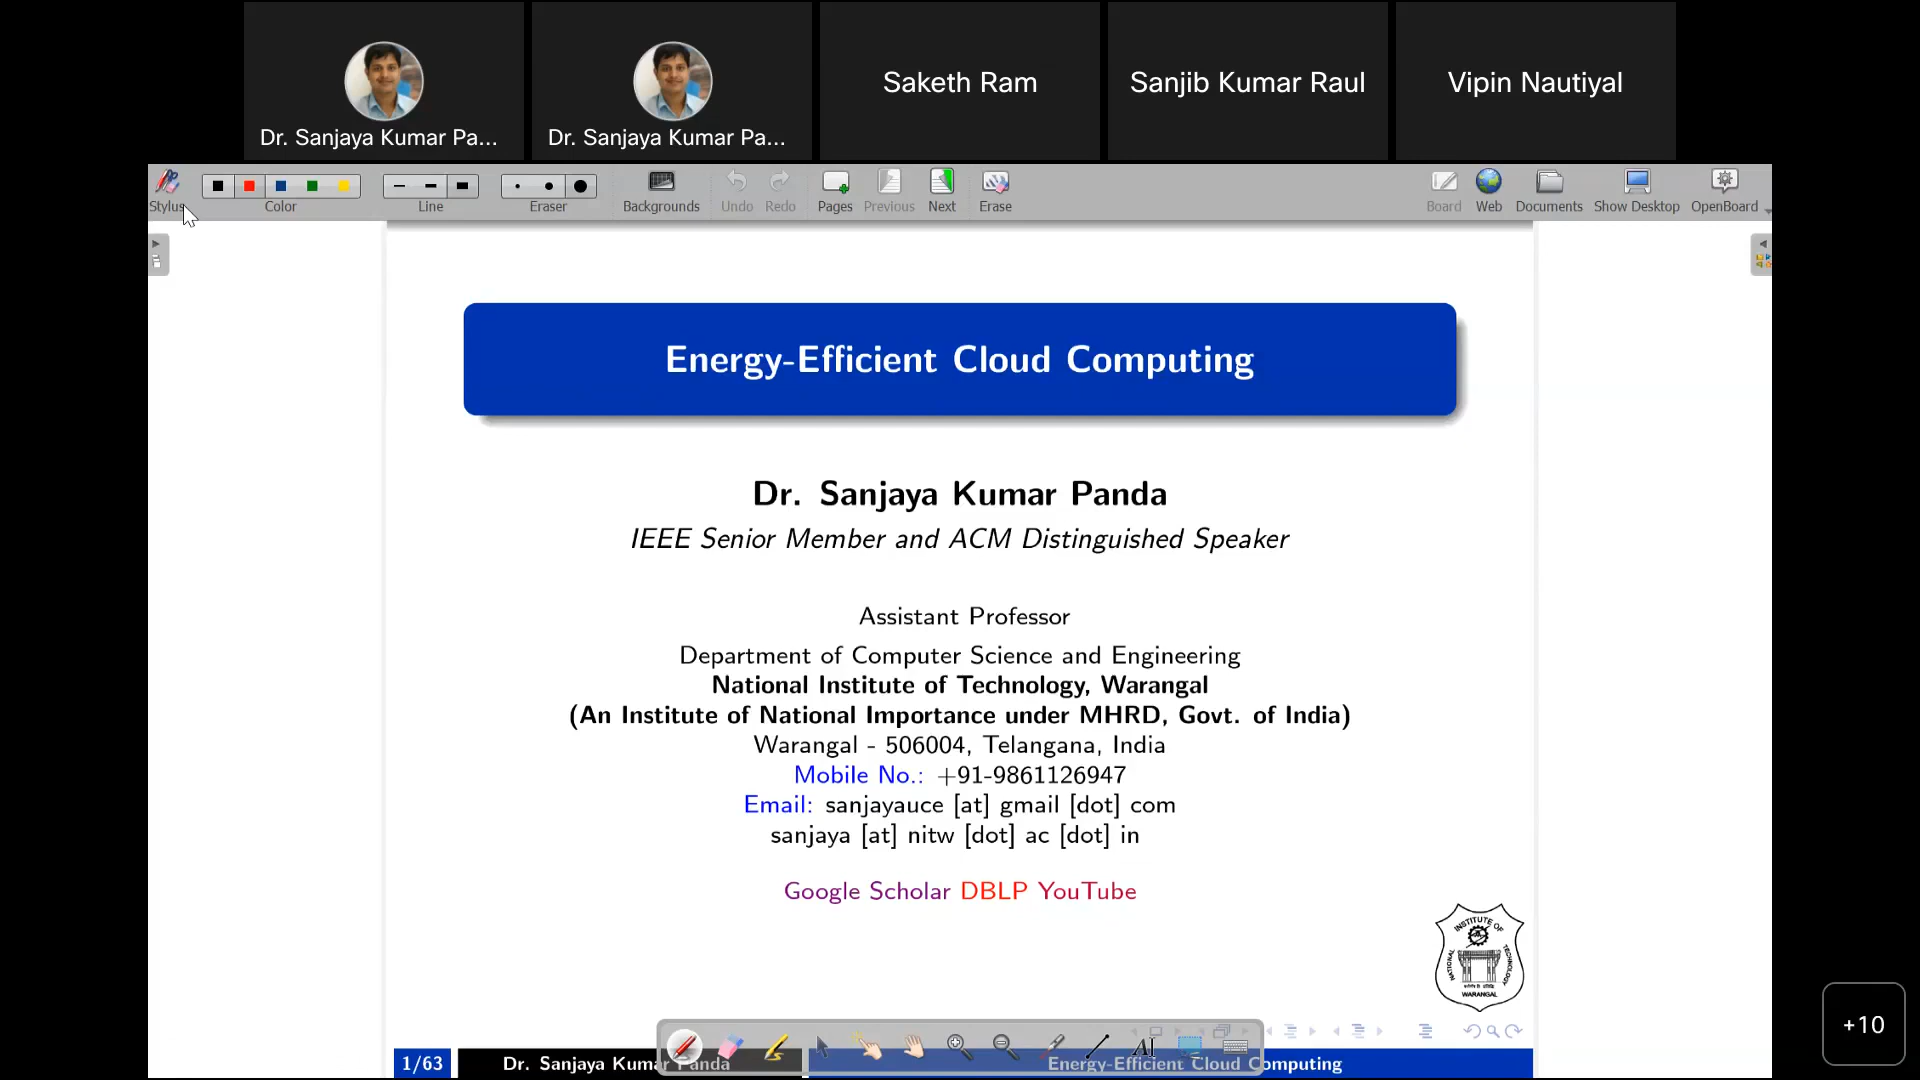 Dr. Sanjaya Kumar Pa...
Dr. Sanjaya Kumar Pa...
Saketh Ram
Sanjib Kumar Raul
Vipin Nautiyal
Stylus
Color
Line
Eraser
Backgrounds
Undo
Redo
Pages
Previous
Next
Erase
Board
Web
Documents
Show Desktop
OpenBoard
Energy-Efficient Cloud Computing
Dr. Sanjaya Kumar Panda
IEEE Senior Member and ACM Distinguished Speaker
Assistant Professor
Department of Computer Science and Engineering
National Institute of Technology, Warangal
(An Institute of National Importance under MHRD, Govt. of India)
Warangal - 506004, Telangana, India
Mobile No.: +91-9861126947
Email: sanjayauce [at] gmail [dot] com
sanjaya [at] nitw [dot] ac [dot] in
Google Scholar DBLP YouTube
NATIONAL INSTITUTE OF TECHNOLOGY
WARANGAL
+10
1/63
Dr. Sanjaya Kumar Panda
Energy-Efficient Cloud Computing